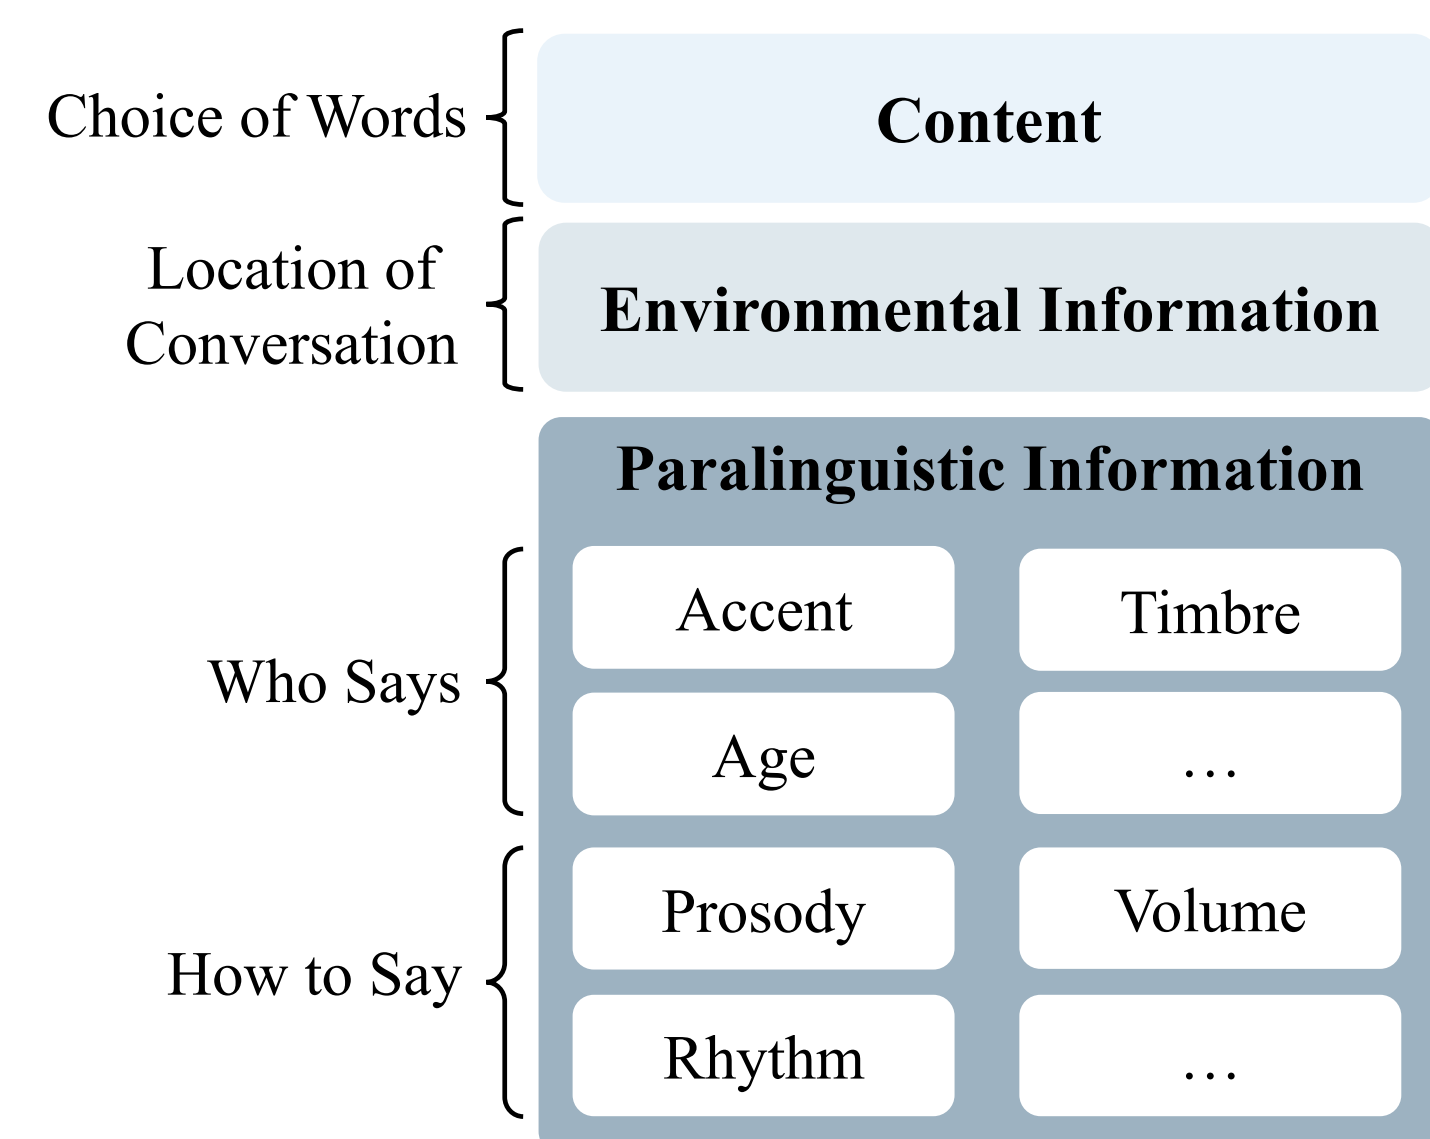 Choice of Words
Content
Location of
Conversation
Environmental Information
Paralinguistic Information
Who Says
Accent
Timbre
Age
…
How to Say
Prosody
Volume
Rhythm
…